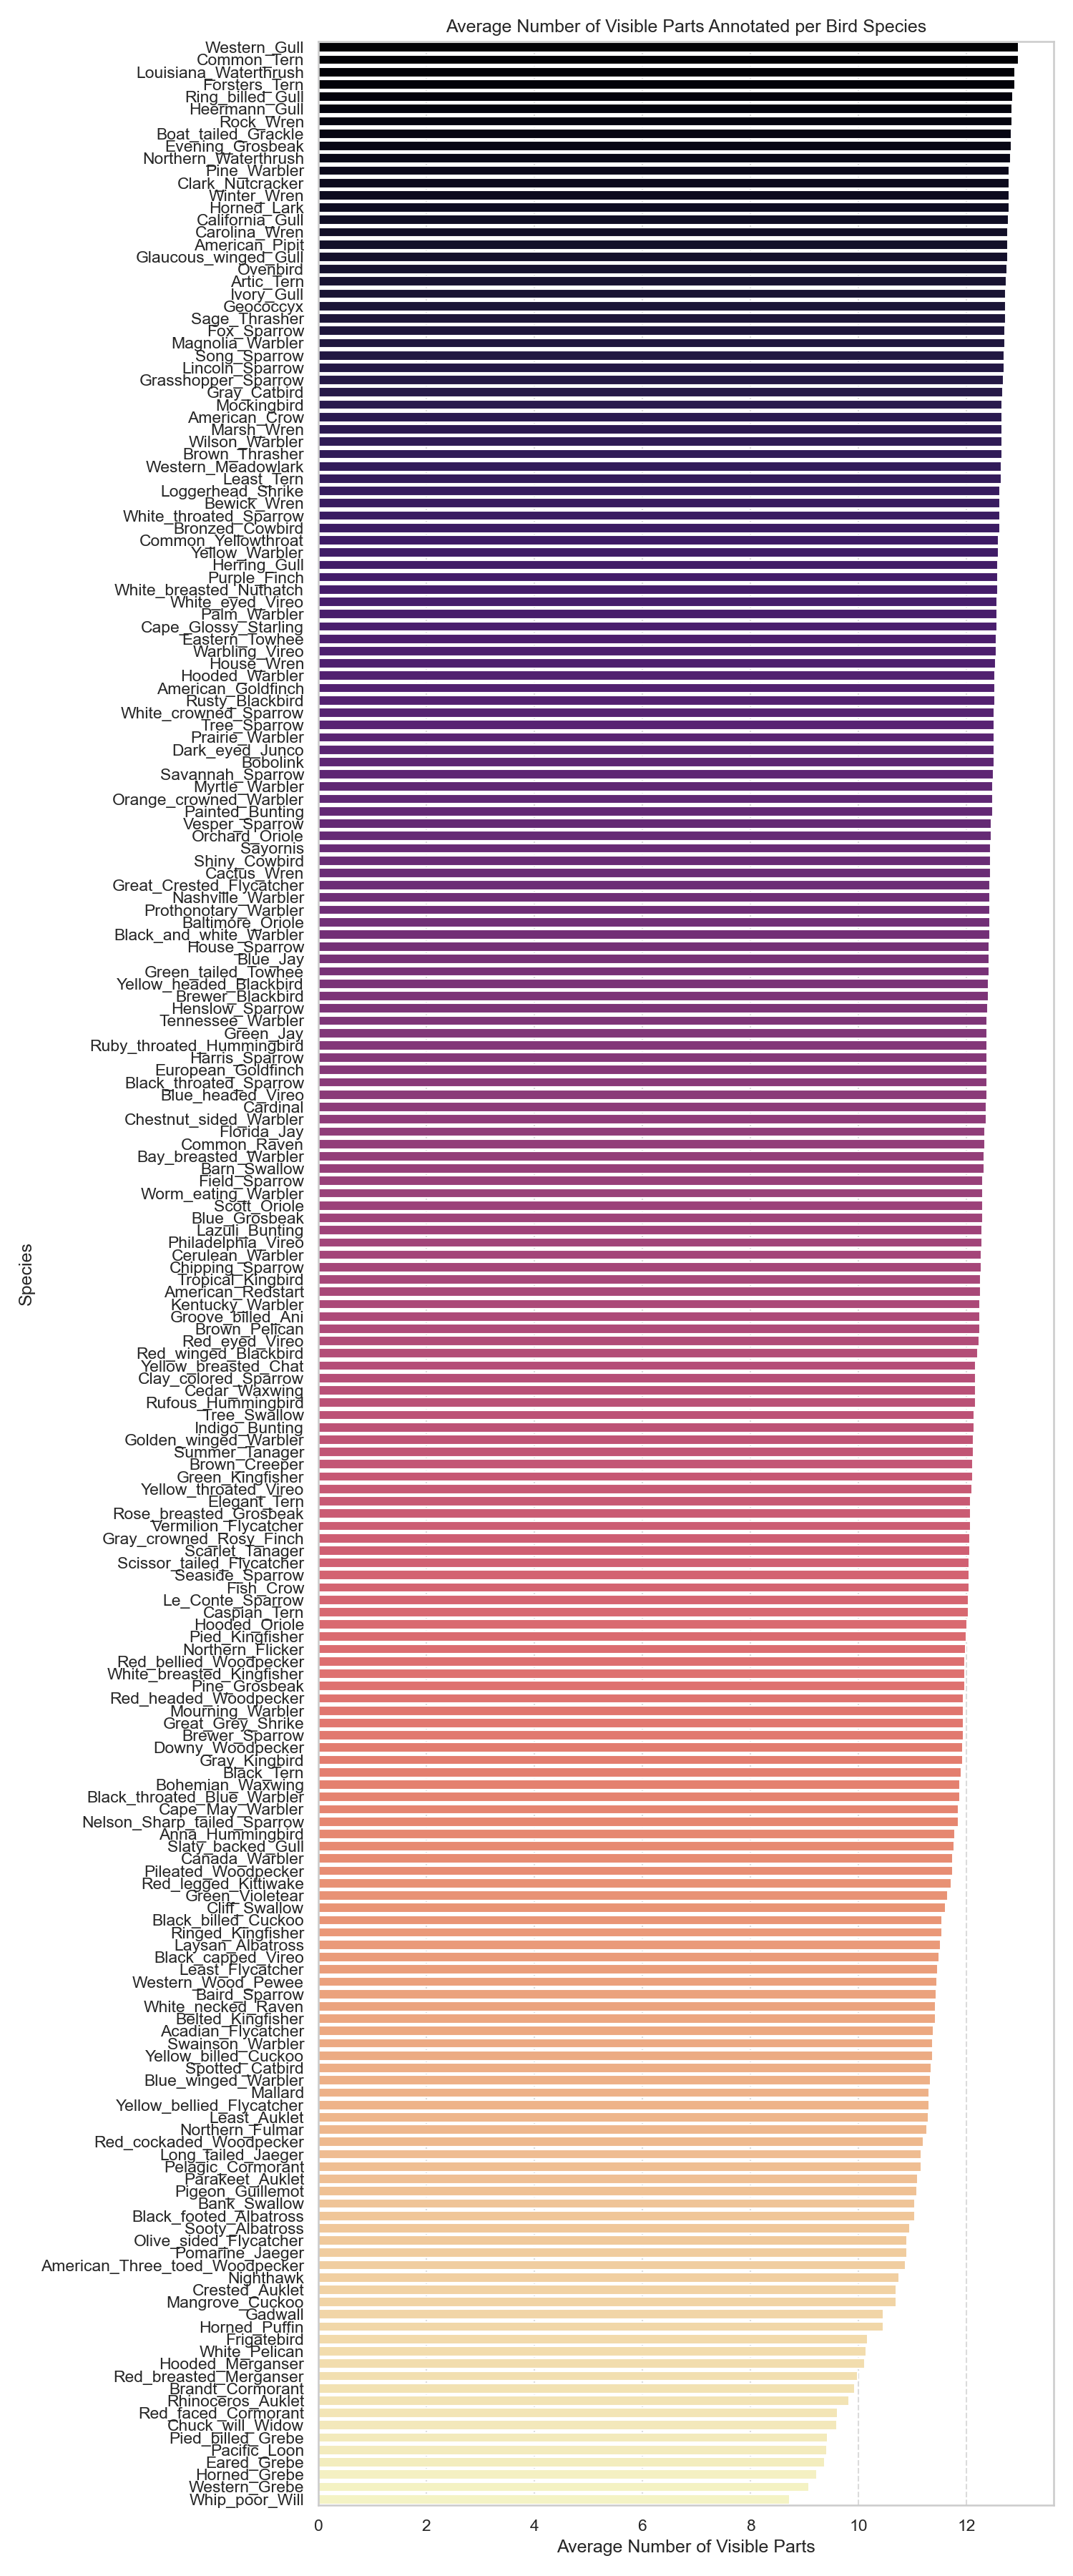 Average Number of Visible Parts Annotated per Bird Species
Western_Gull
Common_Tern
Louisiana_Waterthrush
Forsters_Tern
Ring_billed_Gull
Heermann_Gull
Rock_Wren
Boat_tailed_Grackle
Evening_Grosbeak
Northern_Waterthrush
Pine_Warbler
Clark_Nutcracker
Winter_Wren
Horned_Lark
California_Gull
Carolina_Wren
American_Pipit
Glaucous_winged_Gull
Ovenbird
Artic_Tern
Ivory_Gull
Geococcyx
Sage_Thrasher
Fox_Sparrow
Magnolia_Warbler
Song_Sparrow
Lincoln_Sparrow
Grasshopper_Sparrow
Gray_Catbird
Mockingbird
American_Crow
Marsh_Wren
Wilson_Warbler
Brown_Thrasher
Western_Meadowlark
Least_Tern
Loggerhead_Shrike
Bewick_Wren
White_throated_Sparrow
Bronzed_Cowbird
Common_Yellowthroat
Yellow_Warbler
Herring_Gull
Purple_Finch
White_breasted_Nuthatch
White_eyed_Vireo
Palm_Warbler
Cape_Glossy_Starling
Eastern_Towhee
Warbling_Vireo
House_Wren
Hooded_Warbler
American_Goldfinch
Rusty_Blackbird
White_crowned_Sparrow
Tree_Sparrow
Prairie_Warbler
Dark_eyed_Junco
Bobolink
Savannah_Sparrow
Myrtle_Warbler
Orange_crowned_Warbler
Painted_Bunting
Vesper_Sparrow
Orchard_Oriole
Sayornis
Shiny_Cowbird
Cactus_Wren
Great_Crested_Flycatcher
Nashville_Warbler
Prothonotary_Warbler
Baltimore_Oriole
Black_and_white_Warbler
House_Sparrow
Blue_Jay
Green_tailed_Towhee
Yellow_headed_Blackbird
Brewer_Blackbird
Henslow_Sparrow
Tennessee_Warbler
Green_Jay
Ruby_throated_Hummingbird
Harris_Sparrow
European_Goldfinch
Black_throated_Sparrow
Blue_headed_Vireo
Cardinal
Chestnut_sided_Warbler
Florida_Jay
Common_Raven
Bay_breasted_Warbler
Barn_Swallow
Field_Sparrow
Worm_eating_Warbler
Scott_Oriole
Blue_Grosbeak
Lazuli_Bunting
Philadelphia_Vireo
Cerulean_Warbler
Chipping_Sparrow
Tropical_Kingbird
American_Redstart
Kentucky_Warbler
Groove_billed_Ani
Brown_Pelican
Red_eyed_Vireo
Red_winged_Blackbird
Yellow_breasted_Chat
Clay_colored_Sparrow
Cedar_Waxwing
Rufous_Hummingbird
Tree_Swallow
Indigo_Bunting
Golden_winged_Warbler
Summer_Tanager
Brown_Creeper
Green_Kingfisher
Yellow_throated_Vireo
Elegant_Tern
Rose_breasted_Grosbeak
Vermilion_Flycatcher
Gray_crowned_Rosy_Finch
Scarlet_Tanager
Scissor_tailed_Flycatcher
Seaside_Sparrow
Fish_Crow
Le_Conte_Sparrow
Caspian_Tern
Hooded_Oriole
Pied_Kingfisher
Northern_Flicker
Red_bellied_Woodpecker
White_breasted_Kingfisher
Pine_Grosbeak
Red_headed_Woodpecker
Mourning_Warbler
Great_Grey_Shrike
Brewer_Sparrow
Downy_Woodpecker
Gray_Kingbird
Black_Tern
Bohemian_Waxwing
Black_throated_Blue_Warbler
Cape_May_Warbler
Nelson_Sharp_tailed_Sparrow
Anna_Hummingbird
Slaty_backed_Gull
Canada_Warbler
Pileated_Woodpecker
Red_legged_Kittiwake
Green_Violetear
Cliff_Swallow
Black_billed_Cuckoo
Ringed_Kingfisher
Laysan_Albatross
Black_capped_Vireo
Least_Flycatcher
Western_Wood_Pewee
Baird_Sparrow
White_necked_Raven
Belted_Kingfisher
Acadian_Flycatcher
Swainson_Warbler
Yellow_billed_Cuckoo
Spotted_Catbird
Blue_winged_Warbler
Mallard
Yellow_bellied_Flycatcher
Least_Auklet
Northern_Fulmar
Red_cockaded_Woodpecker
Long_tailed_Jaeger
Pelagic_Cormorant
Parakeet_Auklet
Pigeon_Guillemot
Bank_Swallow
Black_footed_Albatross
Sooty_Albatross
Olive_sided_Flycatcher
Pomarine_Jaeger
American_Three_toed_Woodpecker
Nighthawk
Crested_Auklet
Mangrove_Cuckoo
Gadwall
Horned_Puffin
Frigatebird
White_Pelican
Hooded_Merganser
Red_breasted_Merganser
Brandt_Cormorant
Rhinoceros_Auklet
Red_faced_Cormorant
Chuck_will_Widow
Pied_billed_Grebe
Pacific_Loon
Eared_Grebe
Horned_Grebe
Western_Grebe
Whip_poor_Will
Species
0 2 4 6 8 10 12
Average Number of Visible Parts